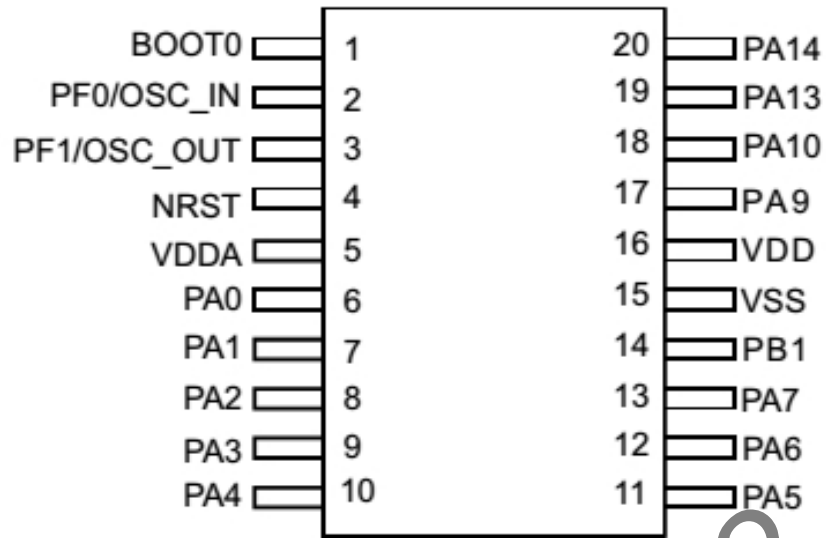 BOOT0 1 20 PA14
PF0/OSC_IN 2 19 PA13
PF1/OSC_OUT 3 18 PA10
NRST 4 17 PA9
VDDA 5 16 VDD
PA0 6 15 VSS
PA1 7 14 PB1
PA2 8 13 PA7
PA3 9 12 PA6
PA4 10 11 PA5